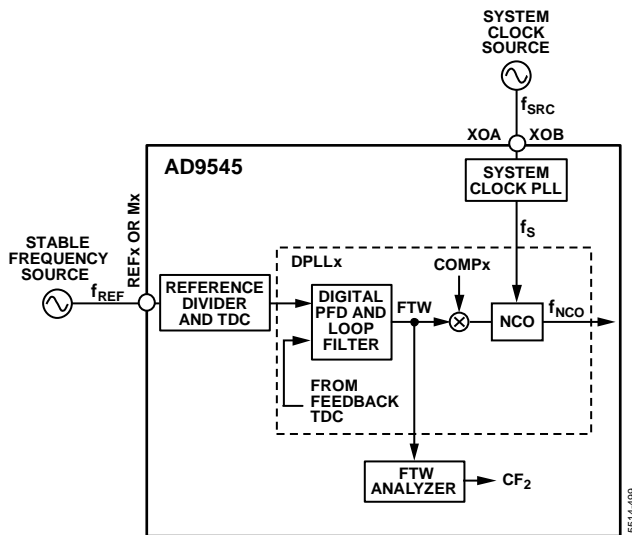 SYSTEM
CLOCK
SOURCE
fSRC
XOA
XOB
AD9545
SYSTEM
CLOCK PLL
REFx OR Mx
fS
STABLE
FREQUENCY
SOURCE
fREF
DPLLx
COMPx
REFERENCE
DIVIDER
AND TDC
DIGITAL
PFD AND
LOOP
FILTER
FTW
NCO
fNCO
FROM
FEEDBACK
TDC
FTW
ANALYZER
CF2